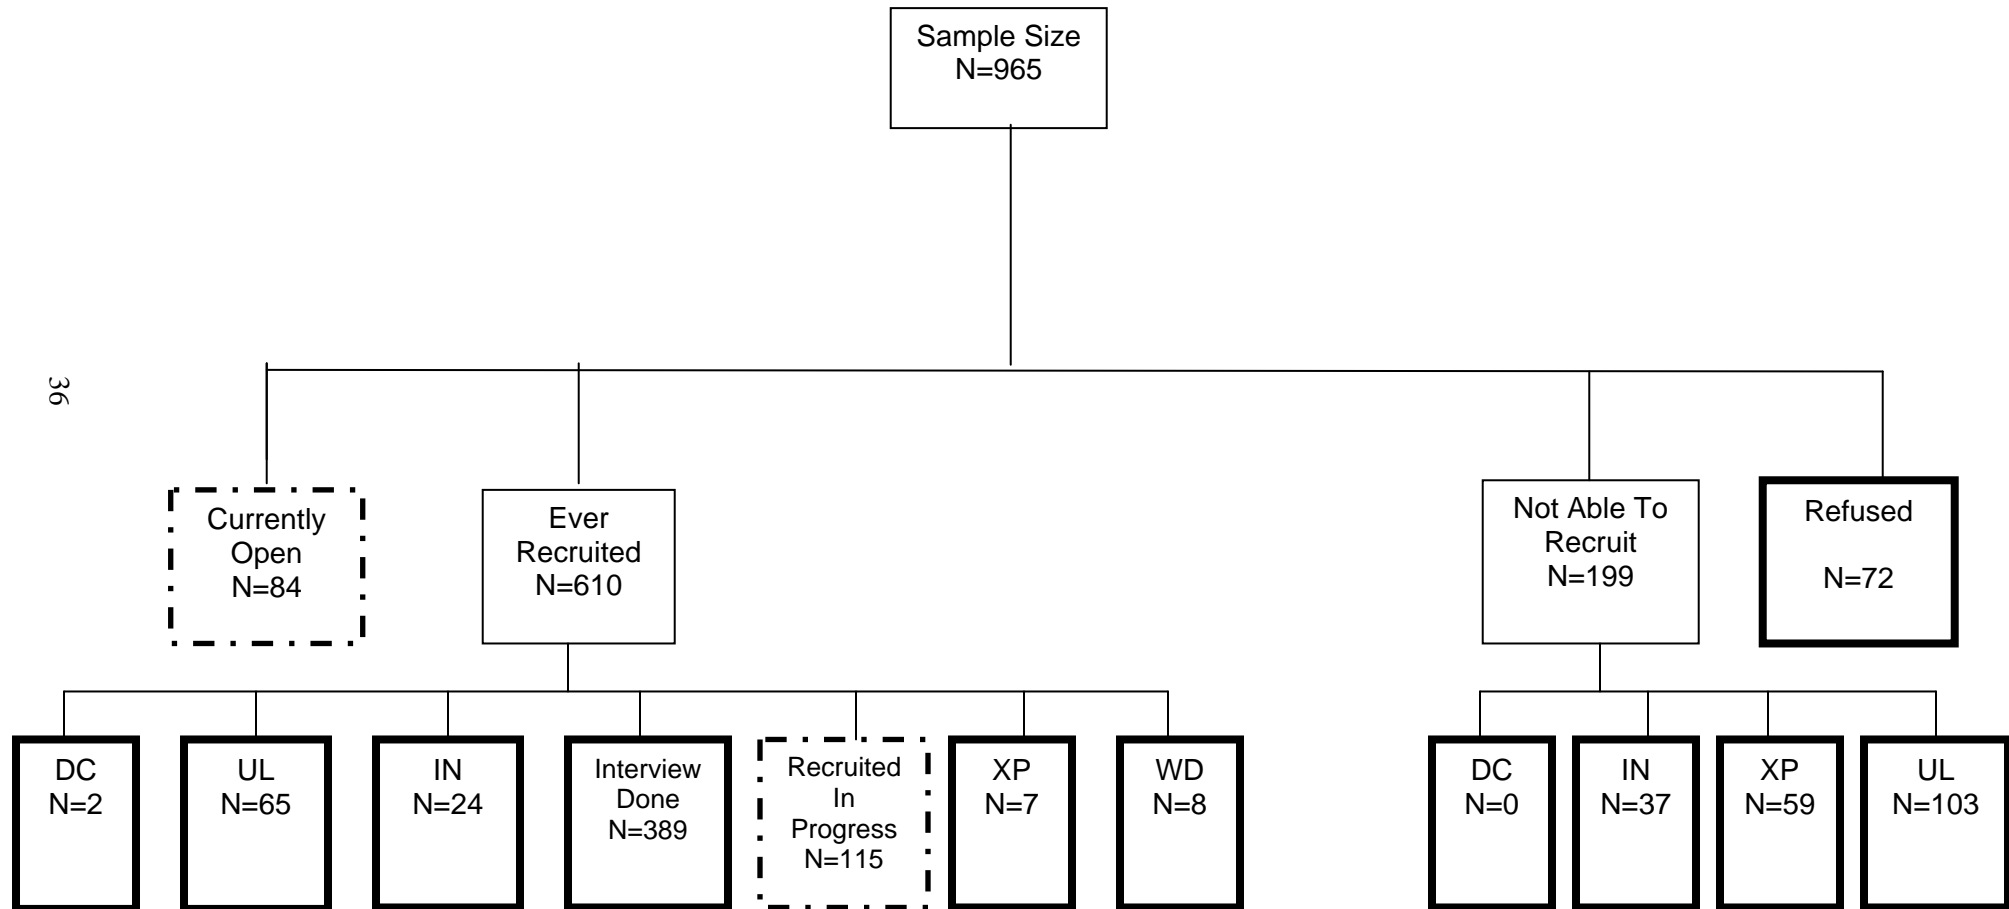 Sample Size
N=965
36
Currently
Open
N=84
Ever
Recruited
N=610
Not Able To
Recruit
N=199
Refused
N=72
DC
N=2
UL
N=65
IN
N=24
Interview
Done
N=389
Recruited
In
Progress
N=115
XP
N=7
WD
N=8
DC
N=0
IN
N=37
XP
N=59
UL
N=103